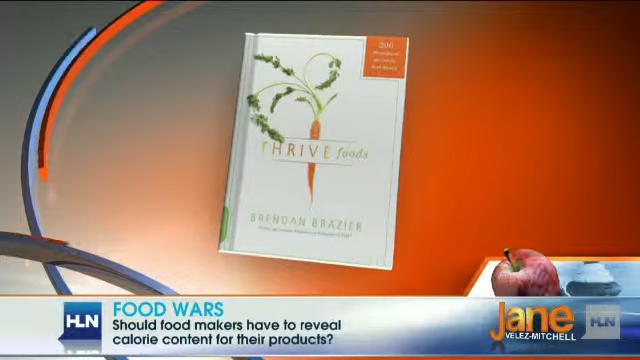 200
THRIVE foods
BRENDAN BRAZIER
HLN
FOOD WARS
Should food makers have to reveal
calorie content for their products?
Jane
VELEZ-MITCHELL
HLN